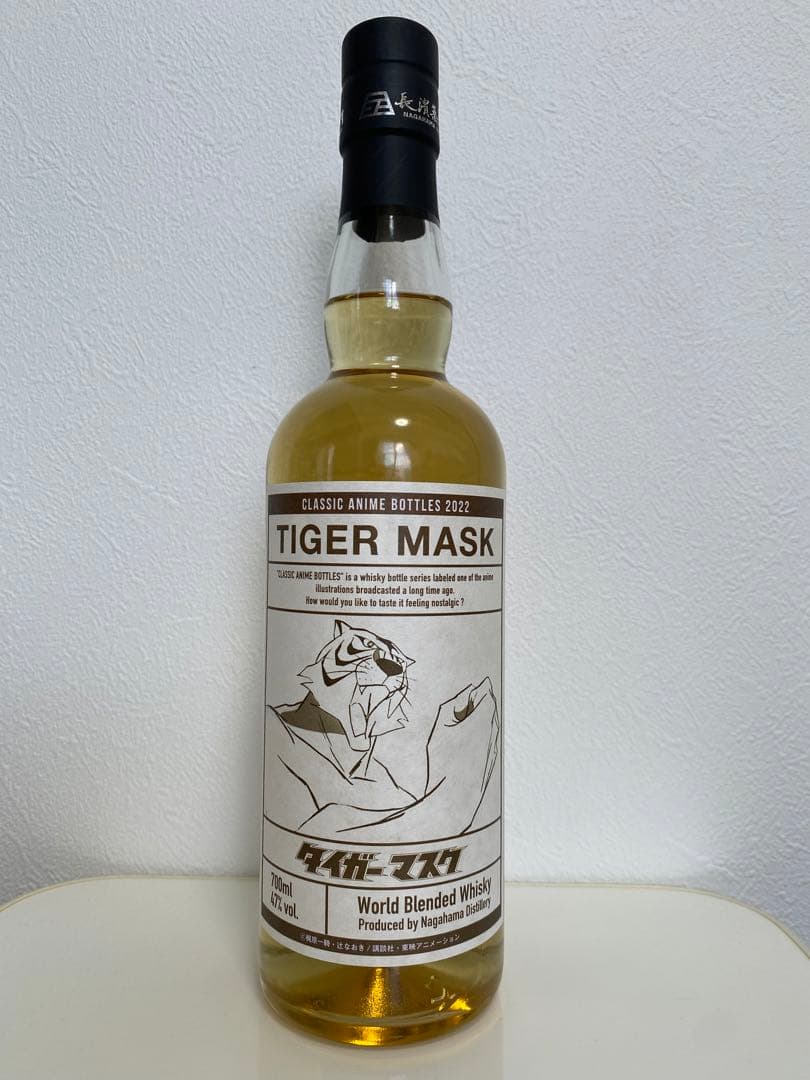 長濱蒸
NAGAHAMA
CLASSIC ANIME BOTTLES 2022
TIGER MASK
"CLASSIC ANIME BOTTLES" is a whisky bottle series labeled one of the anime
illustrations broadcasted a long time ago.
How would you like to taste it feeling nostalgic ?
タイガーマスク
700ml
47% vol.
World Blended Whisky
Produced by Nagahama Distillery
©梶原一騎・辻なおき / 講談社・東映アニメーション